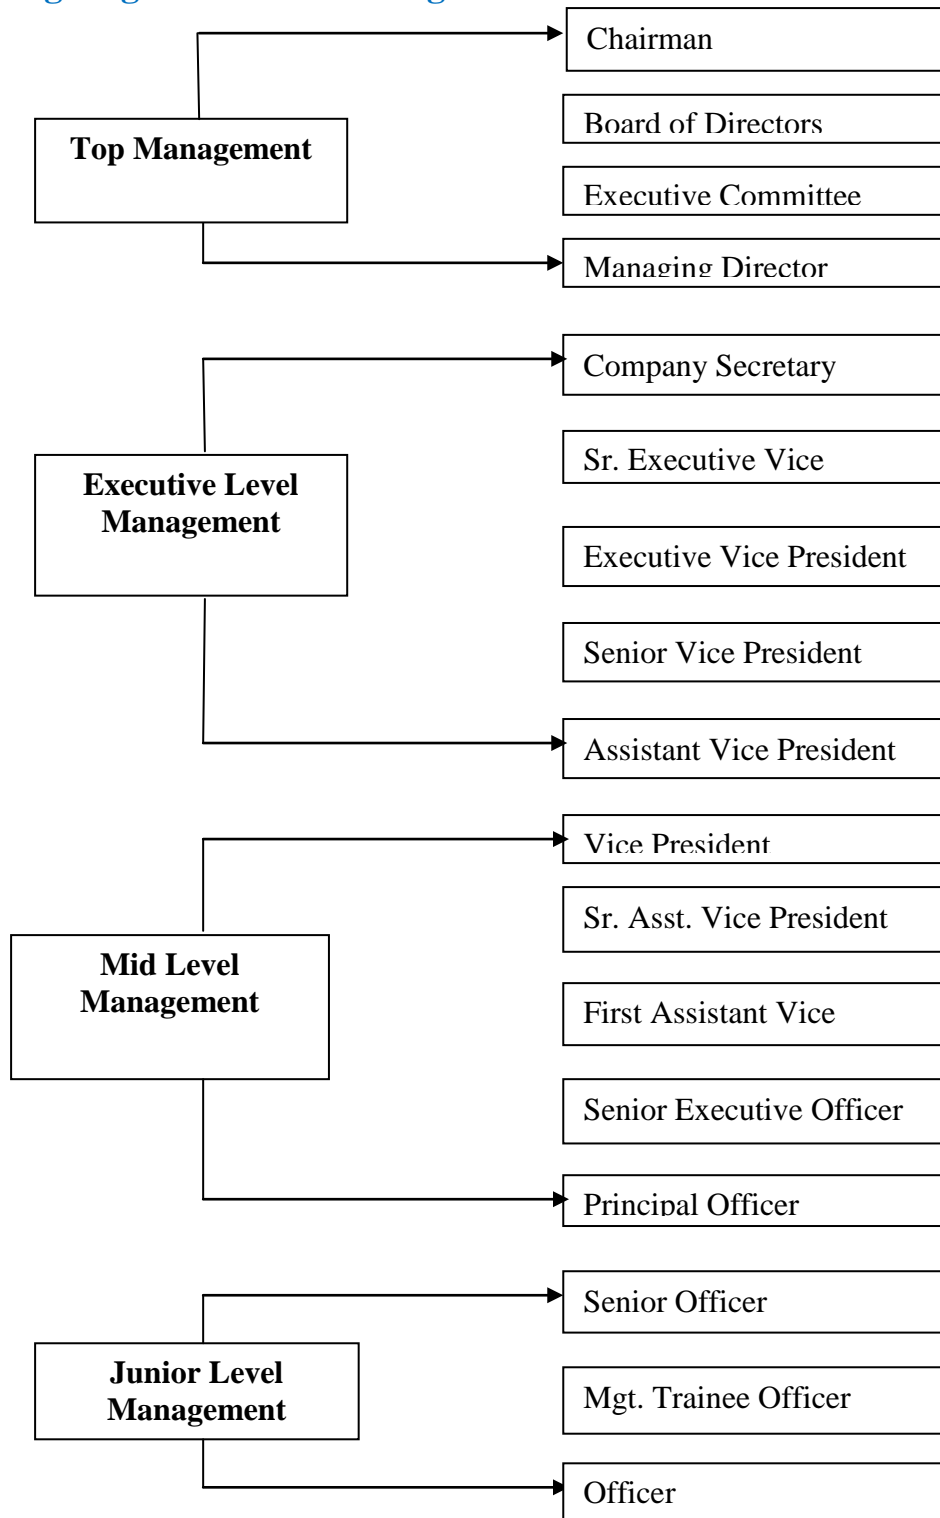 Chairman
Board of Directors
Top Management
Executive Committee
Managing Director
Company Secretary
Sr. Executive Vice
Executive Level
Management
Executive Vice President
Senior Vice President
Assistant Vice President
Vice President
Sr. Asst. Vice President
Mid Level
Management
First Assistant Vice
Senior Executive Officer
Principal Officer
Senior Officer
Junior Level
Management
Mgt. Trainee Officer
Officer